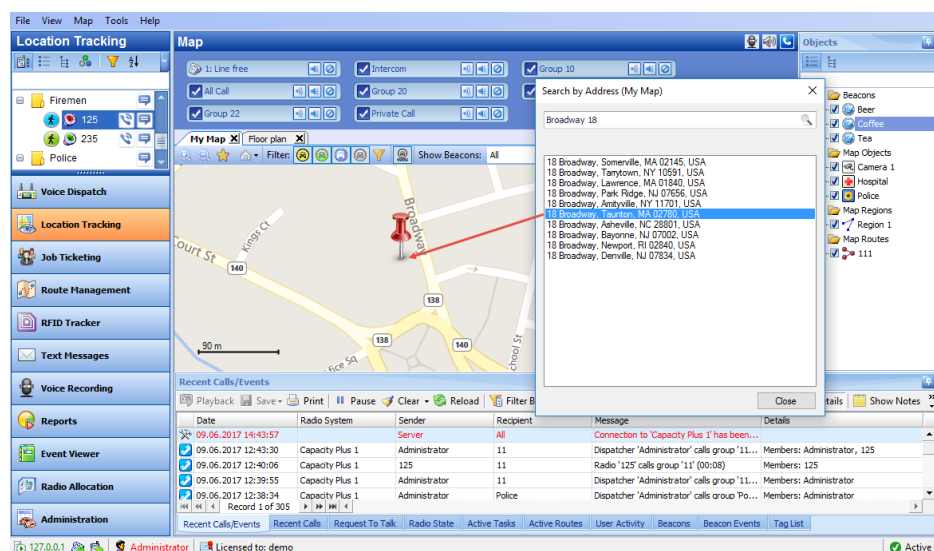 File View Map Tools Help
Location Tracking
Firemen
125
235
Police
Voice Dispatch
Location Tracking
Job Ticketing
Route Management
RFID Tracker
Text Messages
Voice Recording
Reports
Event Viewer
Radio Allocation
Administration
Map
1: Line free
Intercom
Group 10
All Call
Group 20
Group 22
Private Call
My Map Floor plan
Filter: Show Beacons: All
Broadway
Kings Ct
Court St
140
138
138
140
90 m
fice Sq
chool St
Search by Address (My Map)
Broadway 18
18 Broadway, Somerville, MA 02145, USA
18 Broadway, Tarrytown, NY 10591, USA
18 Broadway, Lawrence, MA 01840, USA
18 Broadway, Park Ridge, NJ 07656, USA
18 Broadway, Amityville, NY 11701, USA
18 Broadway, Taunton, MA 02780, USA
18 Broadway, Asheville, NC 28801, USA
18 Broadway, Bayonne, NJ 07002, USA
18 Broadway, Newport, RI 02840, USA
18 Broadway, Denville, NJ 07834, USA
Close
Objects
Beacons
Beer
Coffee
Tea
Map Objects
Camera 1
Hospital
Police
Map Regions
Region 1
Map Routes
111
Recent Calls/Events
Playback Save Print Pause Clear Reload Filter B tails Show Notes
Date Radio System Sender Recipient Message Details
09.06.2017 14:43:57 Server All Connection to 'Capacity Plus 1' has been...
09.06.2017 12:43:30 Capacity Plus 1 Administrator 11 Dispatcher 'Administrator' calls group '11... Members: Administrator, 125
09.06.2017 12:40:06 Capacity Plus 1 125 11 Radio '125' calls group '11' (00:08) Members: 125
09.06.2017 12:39:55 Capacity Plus 1 Administrator 11 Dispatcher 'Administrator' calls group '11... Members: Administrator
09.06.2017 12:38:34 Capacity Plus 1 Administrator Police Dispatcher 'Administrator' calls group 'Po... Members: Administrator
Record 1 of 305
Recent Calls/Events Recent Calls Request To Talk Radio State Active Tasks Active Routes User Activity Beacons Beacon Events Tag List
127.0.0.1 Administrator Licensed to: demo Active